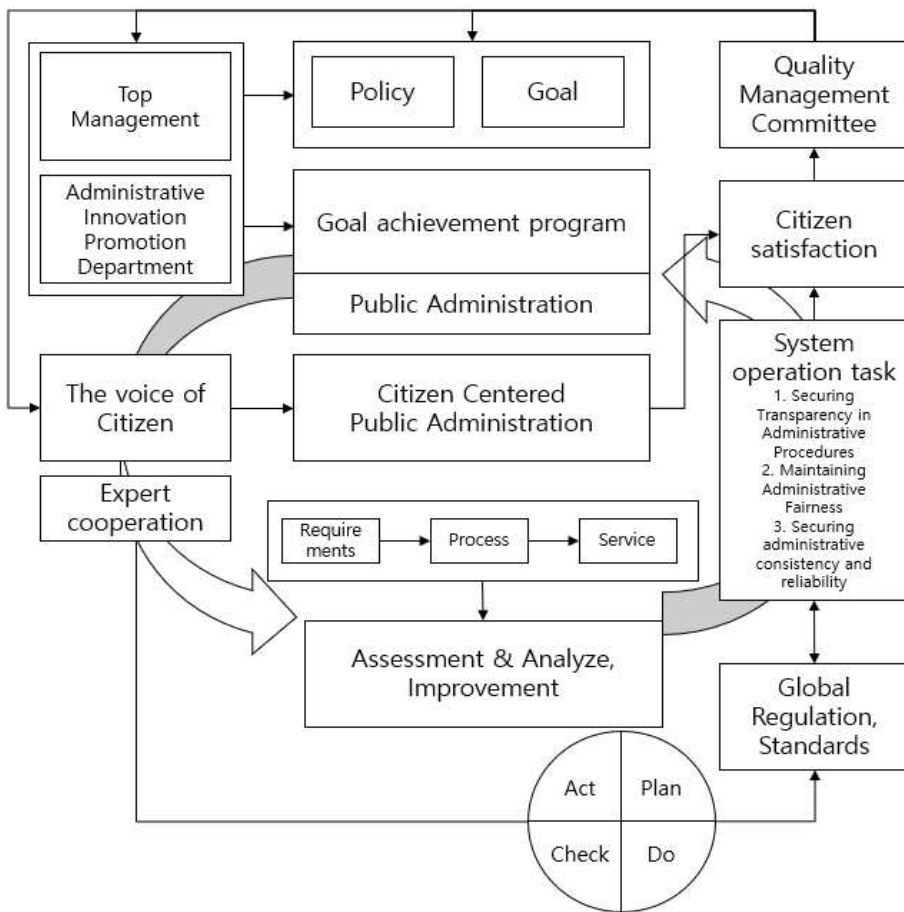 Top
Management
Policy
Goal
Quality
Management
Committee
Administrative
Innovation
Promotion
Department
Goal achievement program
Public Administration
Citizen
satisfaction
The voice of
Citizen
Citizen Centered
Public Administration
System
operation task
1. Securing
Transparency in
Administrative
Procedures
2. Maintaining
Administrative
Fairness
3. Securing
administrative
consistency and
reliability
Expert
cooperation
Require
ments
Process
Service
Assessment & Analyze,
Improvement
Global
Regulation,
Standards
Act
Plan
Check
Do